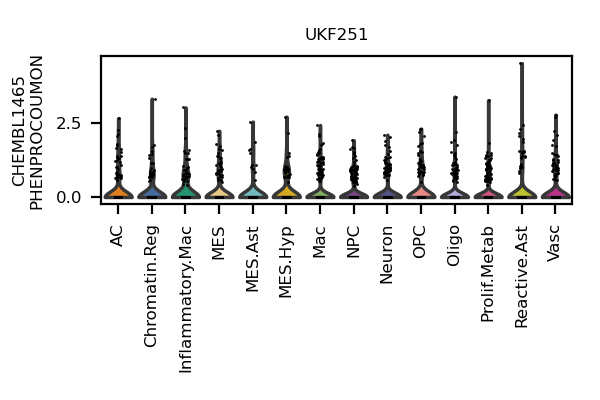 UKF251
CHEMBL1465
PHENPROCOUMON
2.5
0.0
AC
Chromatin.Reg
Inflammatory.Mac
MES
MES.Ast
MES.Hyp
Mac
NPC
Neuron
OPC
Oligo
Prolif.Metab
Reactive.Ast
Vasc